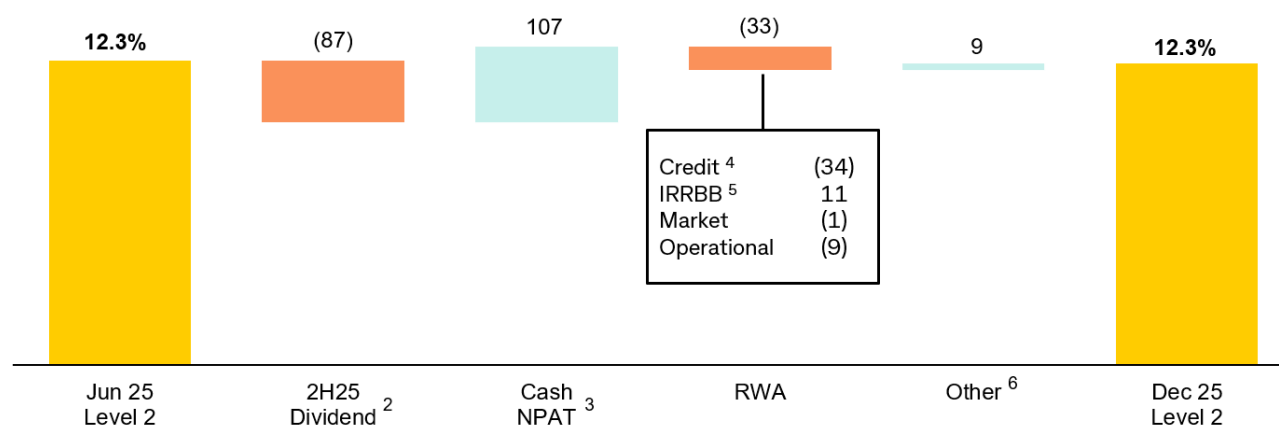 12.3%
(87)
107
(33)
9
12.3%
Credit 4 (34)
IRRBB 5 11
Market (1)
Operational (9)
Jun 25
Level 2
2H25
Dividend 2
Cash
NPAT 3
RWA
Other 6
Dec 25
Level 2